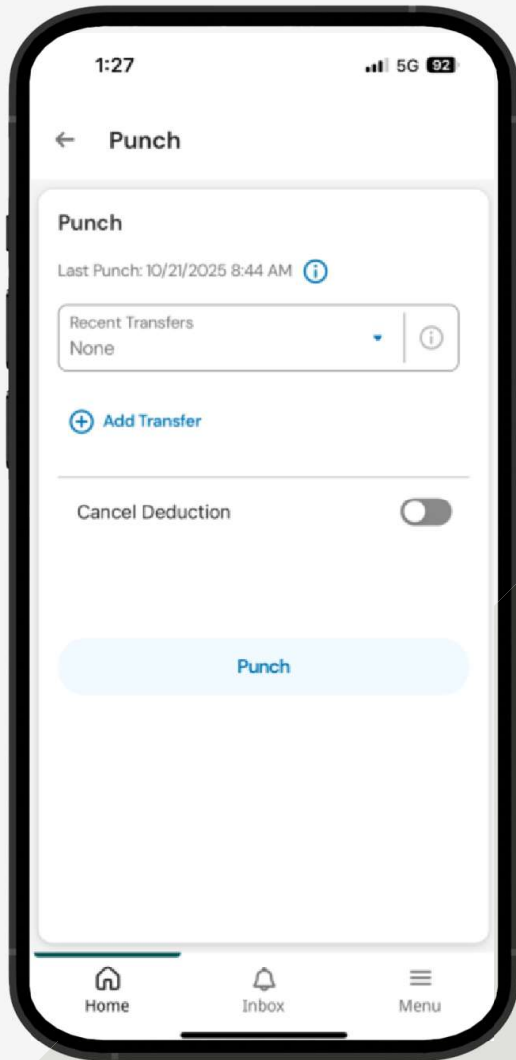 1:27 5G 92
Punch
Punch
Last Punch: 10/21/2025 8:44 AM
Recent Transfers
None
Add Transfer
Cancel Deduction
Punch
Home Inbox Menu